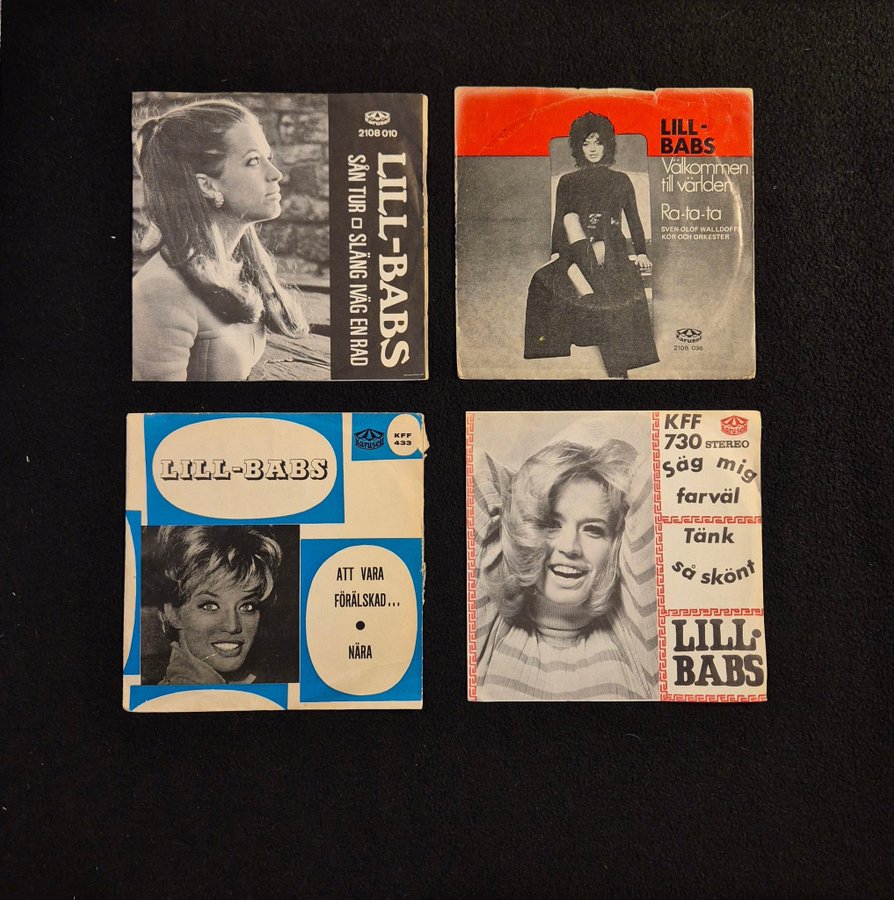 Karusell
2108 010
LILL-BABS
SÅN TUR □ SLÄNG IVÄG EN RAD
LILL-
BABS
Välkommen
till världen
Ra-ta-ta
SVEN-OLOF WALLDOFF
KÖR OCH ORKESTER
Karusell
2108 036
LILL-BABS
Karusell
KFF
433
ATT VARA
FÖRÄLSKAD...
●
NÄRA
KFF
730 STEREO
Karusell
Säg mig
farväl
Tänk
så skönt
LILL-
BABS